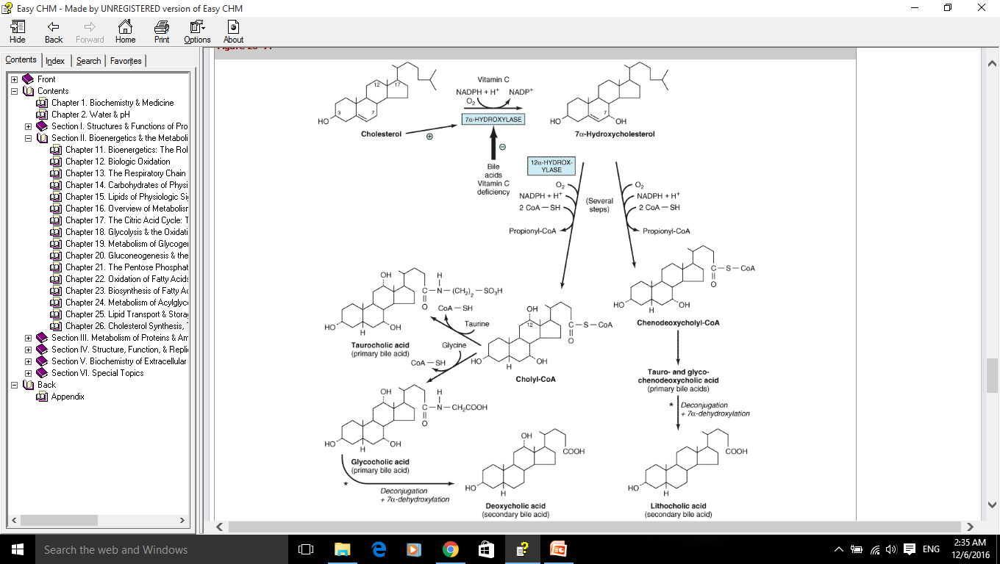 Easy CHM - Made by UNREGISTERED version of Easy CHM
Hide Back Forward Home Print Options About
Contents Index Search Favorites
Front
Contents
Chapter 1. Biochemistry & Medicine
Chapter 2. Water & pH
Section I. Structures & Functions of Pro
Section II. Bioenergetics & the Metaboli
Chapter 11. Bioenergetics: The Rol
Chapter 12. Biologic Oxidation
Chapter 13. The Respiratory Chain
Chapter 14. Carbohydrates of Physi
Chapter 15. Lipids of Physiologic Si
Chapter 16. Overview of Metabolism
Chapter 17. The Citric Acid Cycle: T
Chapter 18. Glycolysis & the Oxidati
Chapter 19. Metabolism of Glycoger
Chapter 20. Gluconeogenesis & the
Chapter 21. The Pentose Phosphat
Chapter 22. Oxidation of Fatty Acids
Chapter 23. Biosynthesis of Fatty Ac
Chapter 24. Metabolism of Acylglyc
Chapter 25. Lipid Transport & Storag
Chapter 26. Cholesterol Synthesis,
Section III. Metabolism of Proteins & Am
Section IV. Structure, Function, & Repli
Section V. Biochemistry of Extracellular
Section VI. Special Topics
Back
Appendix
12 17
3 7
HO
Cholesterol
Vitamin C
NADPH + H⁺ NADP⁺
O₂
7α-HYDROXYLASE
⊕
⊖
Bile
acids
Vitamin C
deficiency
7
HO OH
7α-Hydroxycholesterol
12α-HYDROX-
YLASE
O₂
NADPH + H⁺
2 CoA — SH
Propionyl-CoA
(Several
steps)
O₂
NADPH + H⁺
2 CoA — SH
Propionyl-CoA
C — S — CoA
O
HO H OH
Chenodeoxycholyl-CoA
OH
H
C — N — (CH₂)₂ — SO₃H
O
HO H OH
Taurocholic acid
(primary bile acid)
CoA — SH
Taurine
Glycine
CoA — SH
OH
12
C — S — CoA
O
HO H OH
Cholyl-CoA
Tauro- and glyco-
chenodeoxycholic acid
(primary bile acids)
* Deconjugation
+ 7α-dehydroxylation
OH
H
C — N — CH₂COOH
O
HO H OH
Glycocholic acid
(primary bile acid)
*
Deconjugation
+ 7α-dehydroxylation
OH
COOH
HO H
Deoxycholic acid
(secondary bile acid)
COOH
HO H
Lithocholic acid
(secondary bile acid)
Search the web and Windows
ENG
2:35 AM
12/6/2016